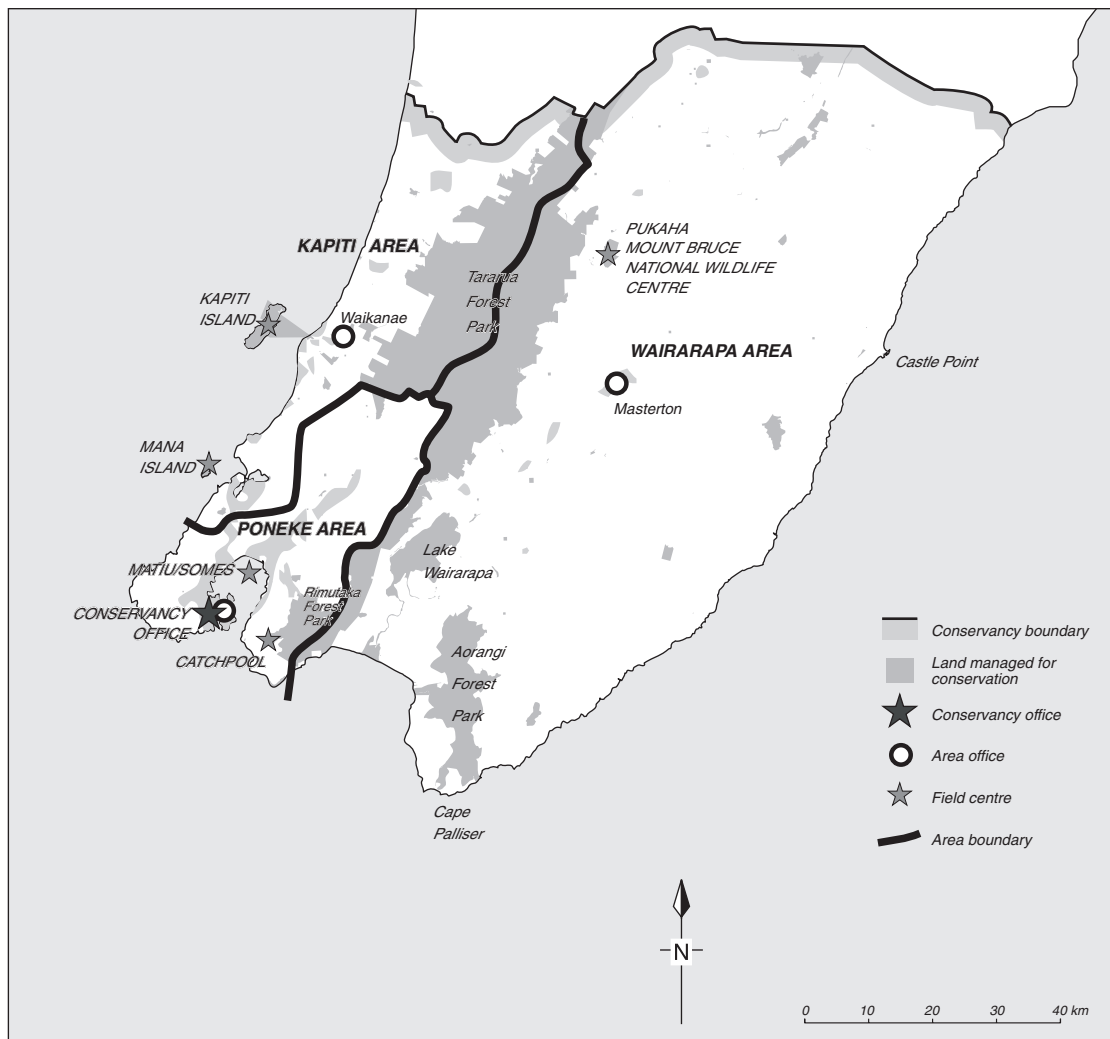 PUKAHA
MOUNT BRUCE
NATIONAL WILDLIFE
CENTRE
KAPITI AREA
Tararua
Forest
Park
KAPITI
ISLAND
Waikanae
WAIRARAPA AREA
Castle Point
Masterton
MANA
ISLAND
PONEKE AREA
Lake
Wairarapa
MATIU/SOMES
Rimutaka
Forest
Park
CONSERVANCY
OFFICE
CATCHPOOL
Aorangi
Forest
Park
Cape
Palliser
Conservancy boundary
Land managed for
conservation
Conservancy office
Area office
Field centre
Area boundary
N
0 10 20 30 40 km